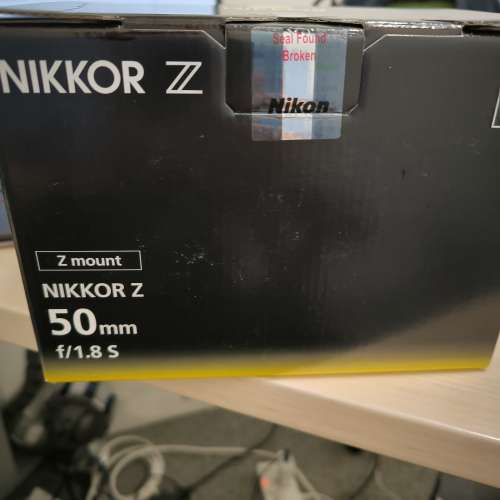 NIKKOR Z
Seal Found
Broken
Nikon
Z mount
NIKKOR Z
50mm
f/1.8 S